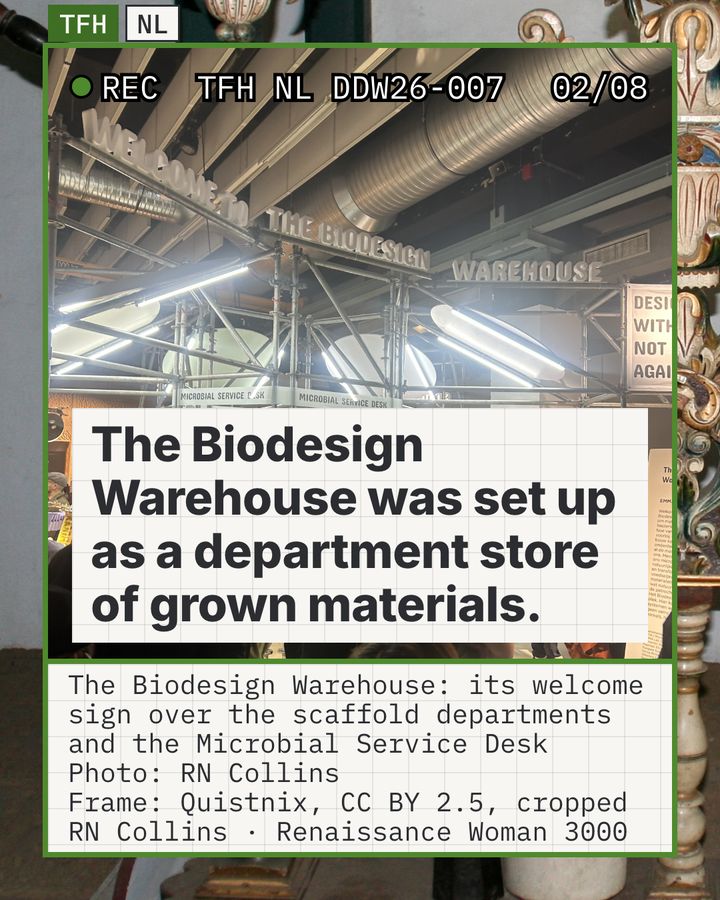 TFH NL
REC TFH NL DDW26-007 02/08
WELCOME TO THE BIODESIGN WAREHOUSE
DESI
WITH
NOT
AGAI
MICROBIAL SERVICE DESK MICROBIAL SERVICE DESK
The Biodesign
Warehouse was set up
as a department store
of grown materials.
The Biodesign Warehouse: its welcome
sign over the scaffold departments
and the Microbial Service Desk
Photo: RN Collins
Frame: Quistnix, CC BY 2.5, cropped
RN Collins · Renaissance Woman 3000